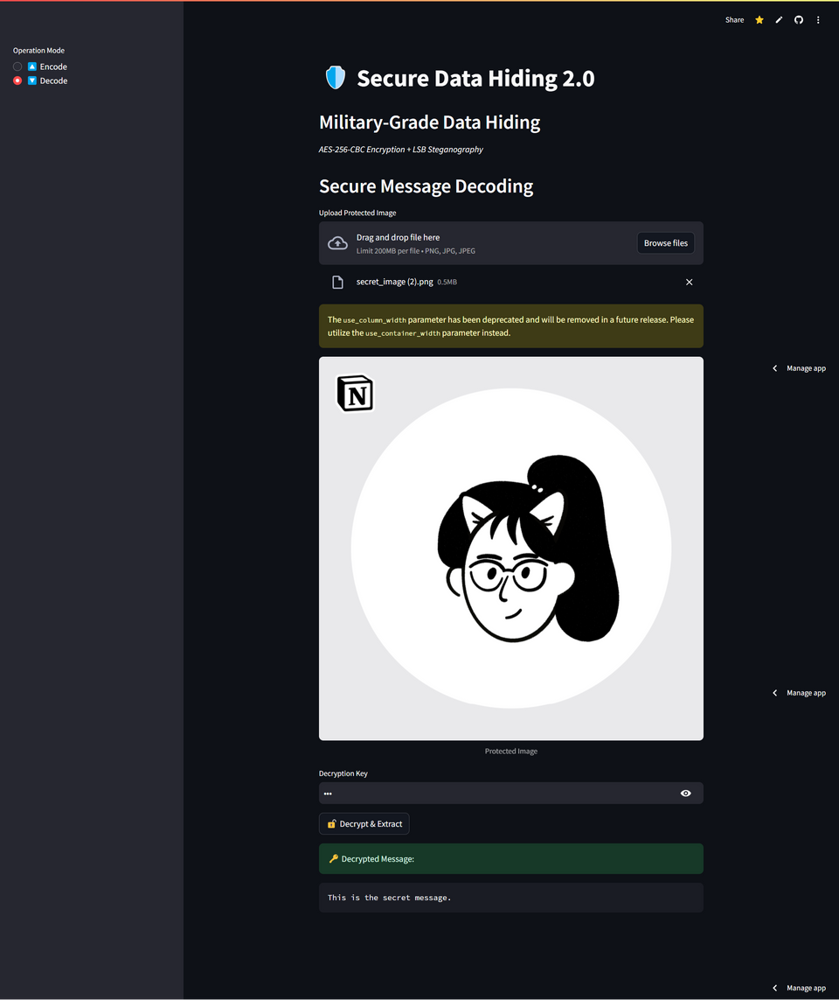 Share
Operation Mode
Encode
Decode
Secure Data Hiding 2.0
Military-Grade Data Hiding
AES-256-CBC Encryption + LSB Steganography
Secure Message Decoding
Upload Protected Image
Drag and drop file here
Limit 200MB per file • PNG, JPG, JPEG
Browse files
secret_image (2).png 0.5MB
The use_column_width parameter has been deprecated and will be removed in a future release. Please
utilize the use_container_width parameter instead.
Manage app
N
Manage app
Protected Image
Decryption Key
•••
Decrypt & Extract
Decrypted Message:
This is the secret message.
Manage app